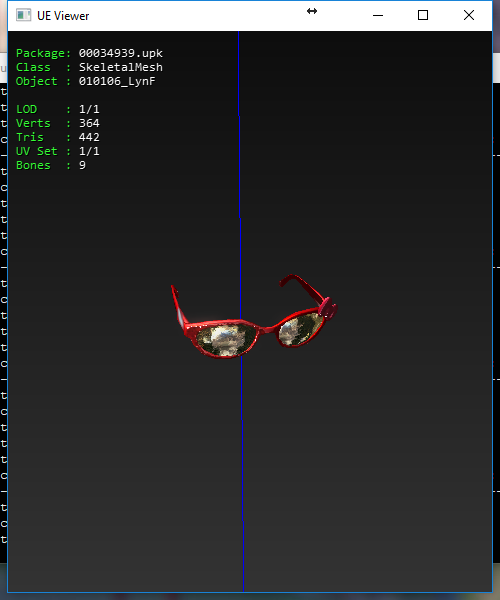 UE Viewer
Package: 00034939.upk
Class  : SkeletalMesh
Object : 010106_LynF
LOD    : 1/1
Verts  : 364
Tris   : 442
UV Set : 1/1
Bones  : 9